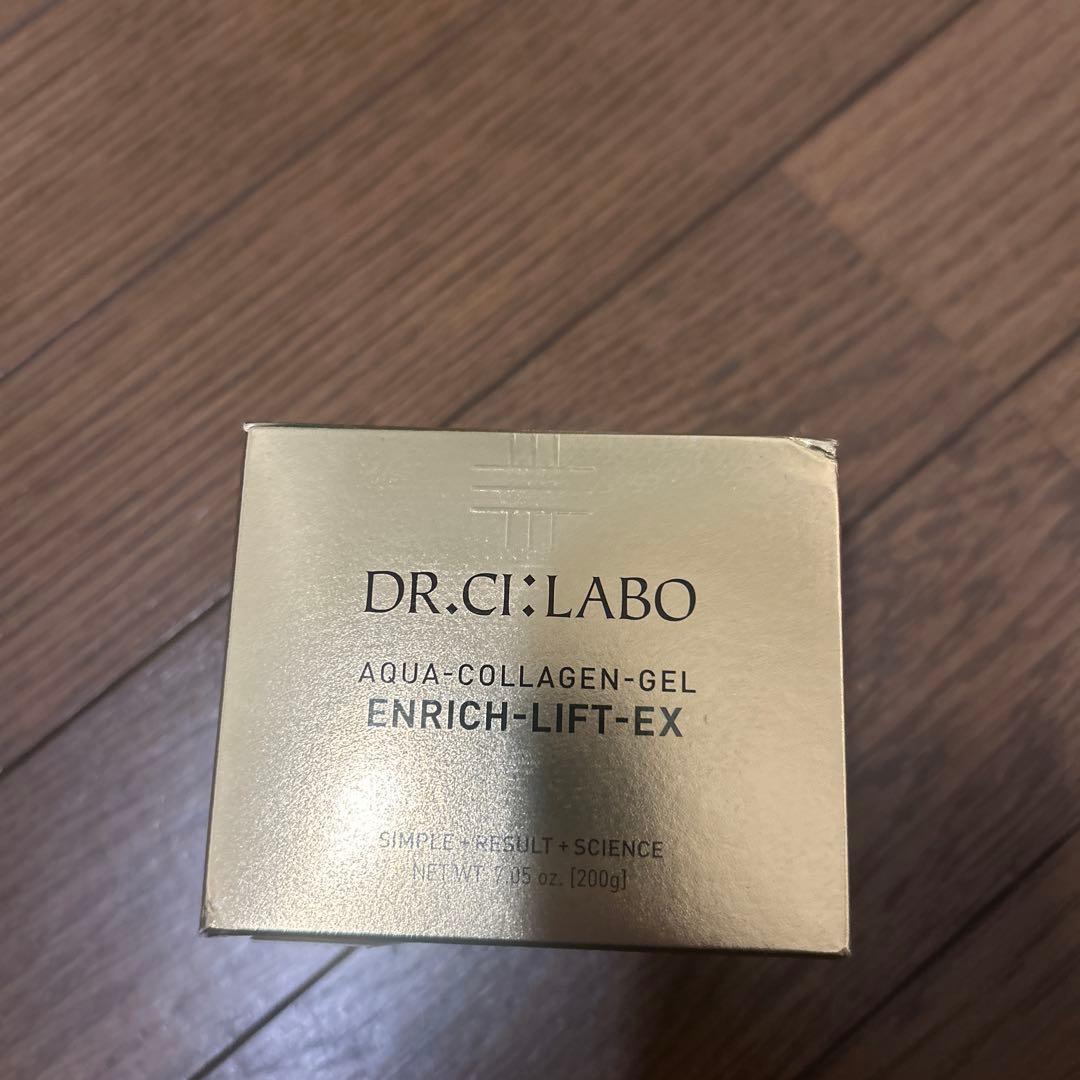 DR.CI:LABO
AQUA-COLLAGEN-GEL
ENRICH-LIFT-EX
SIMPLE + RESULT + SCIENCE
NET WT 7.05 oz. [200g]